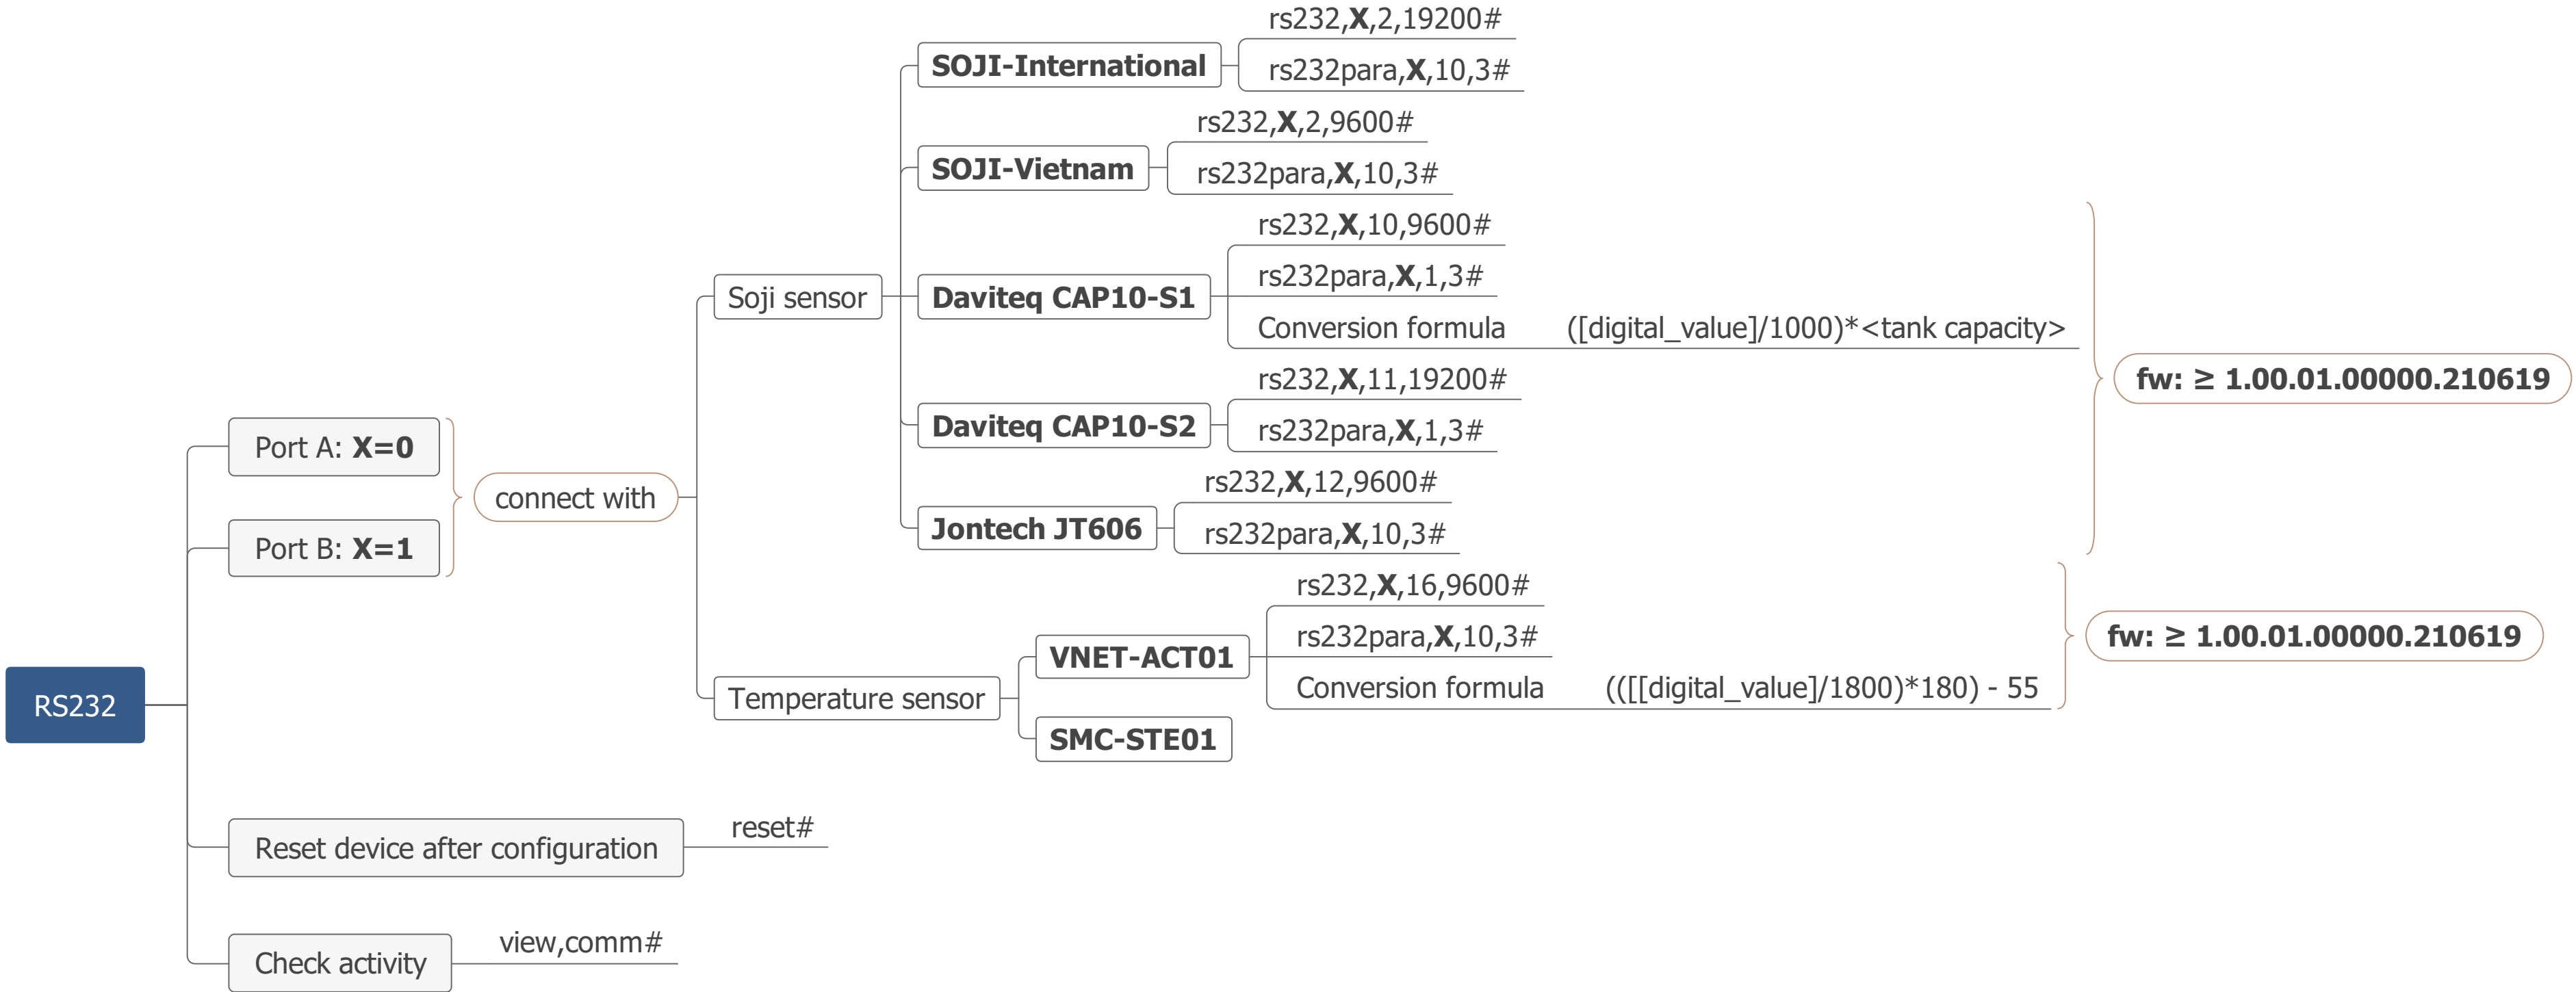 RS232
Port A: X=0
Port B: X=1
connect with
Soji sensor
SOJI-International
rs232,X,2,19200#
rs232para,X,10,3#
SOJI-Vietnam
rs232,X,2,9600#
rs232para,X,10,3#
Daviteq CAP10-S1
rs232,X,10,9600#
rs232para,X,1,3#
Conversion formula ([digital_value]/1000)*<tank capacity>
Daviteq CAP10-S2
rs232,X,11,19200#
rs232para,X,1,3#
Jontech JT606
rs232,X,12,9600#
rs232para,X,10,3#
fw: ≥ 1.00.01.00000.210619
Temperature sensor
VNET-ACT01
rs232,X,16,9600#
rs232para,X,10,3#
Conversion formula (([[digital_value]/1800)*180) - 55
SMC-STE01
fw: ≥ 1.00.01.00000.210619
Reset device after configuration
reset#
Check activity
view,comm#